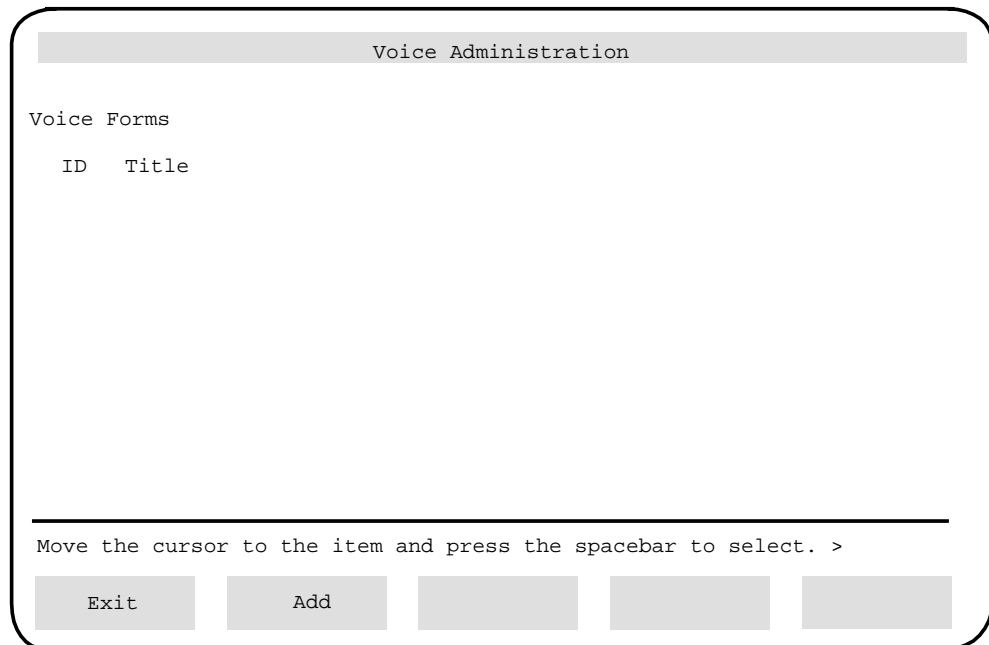 Voice Administration
Voice Forms
ID Title
Move the cursor to the item and press the spacebar to select. >
Exit Add